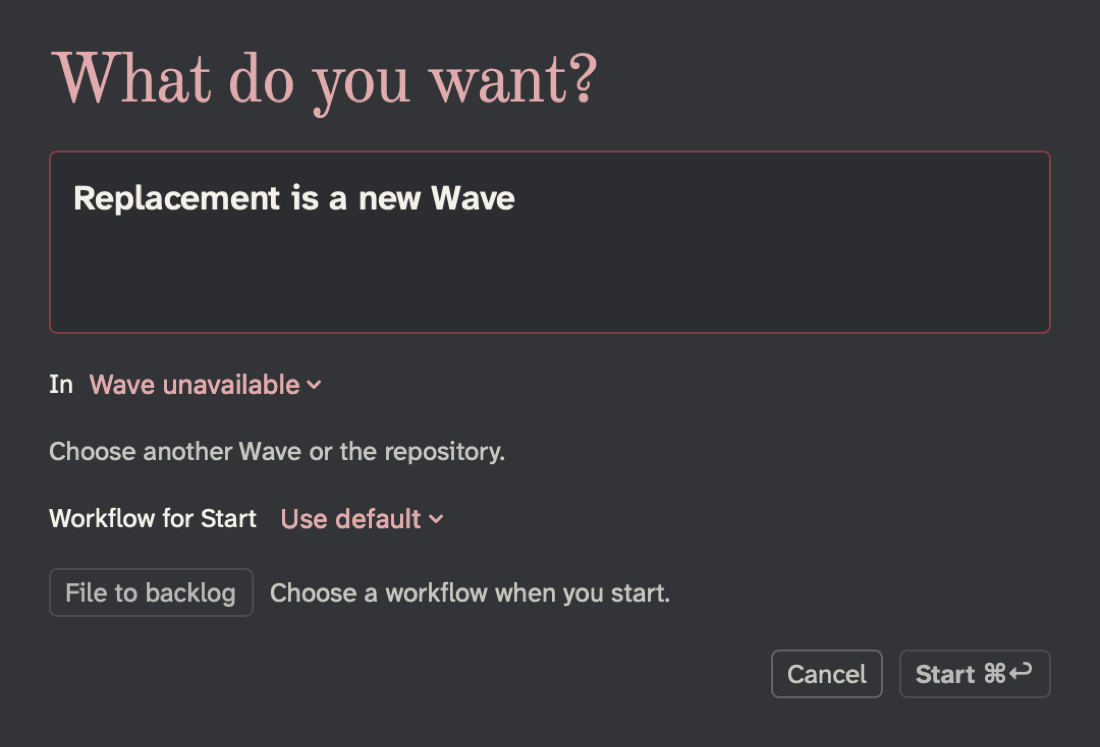 What do you want?
Replacement is a new Wave
In Wave unavailable
Choose another Wave or the repository.
Workflow for Start Use default
File to backlog Choose a workflow when you start.
Cancel Start ⌘↩